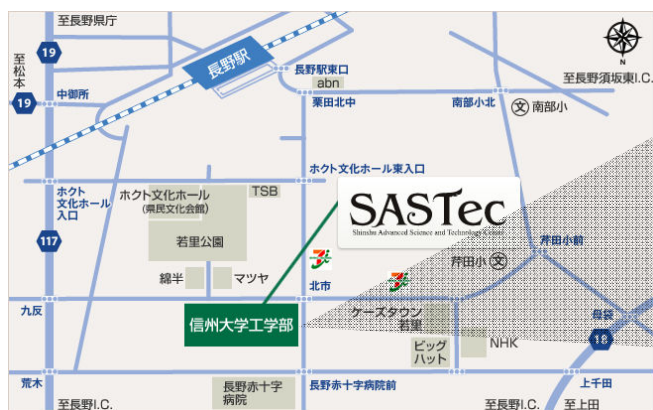 至長野県庁
19
至松本
19
中御所
長野駅
長野駅東口
abn
栗田北中
南部小北
文
南部小
N
至長野須坂東I.C.
ホクト文化ホール東入口
ホクト
文化ホール
入口
ホクト文化ホール
(県民文化会館)
TSB
SASTec
Shinshu Advanced Science and Technology Center
若里公園
117
綿半
マツヤ
7
北市
7
芹田小
文
芹田小前
九反
信州大学工学部
ケーズタウン
若里
母袋
18
ビッグ
ハット
NHK
荒木
長野赤十字
病院
長野赤十字病院前
上千田
至長野I.C.
至長野I.C.
至上田